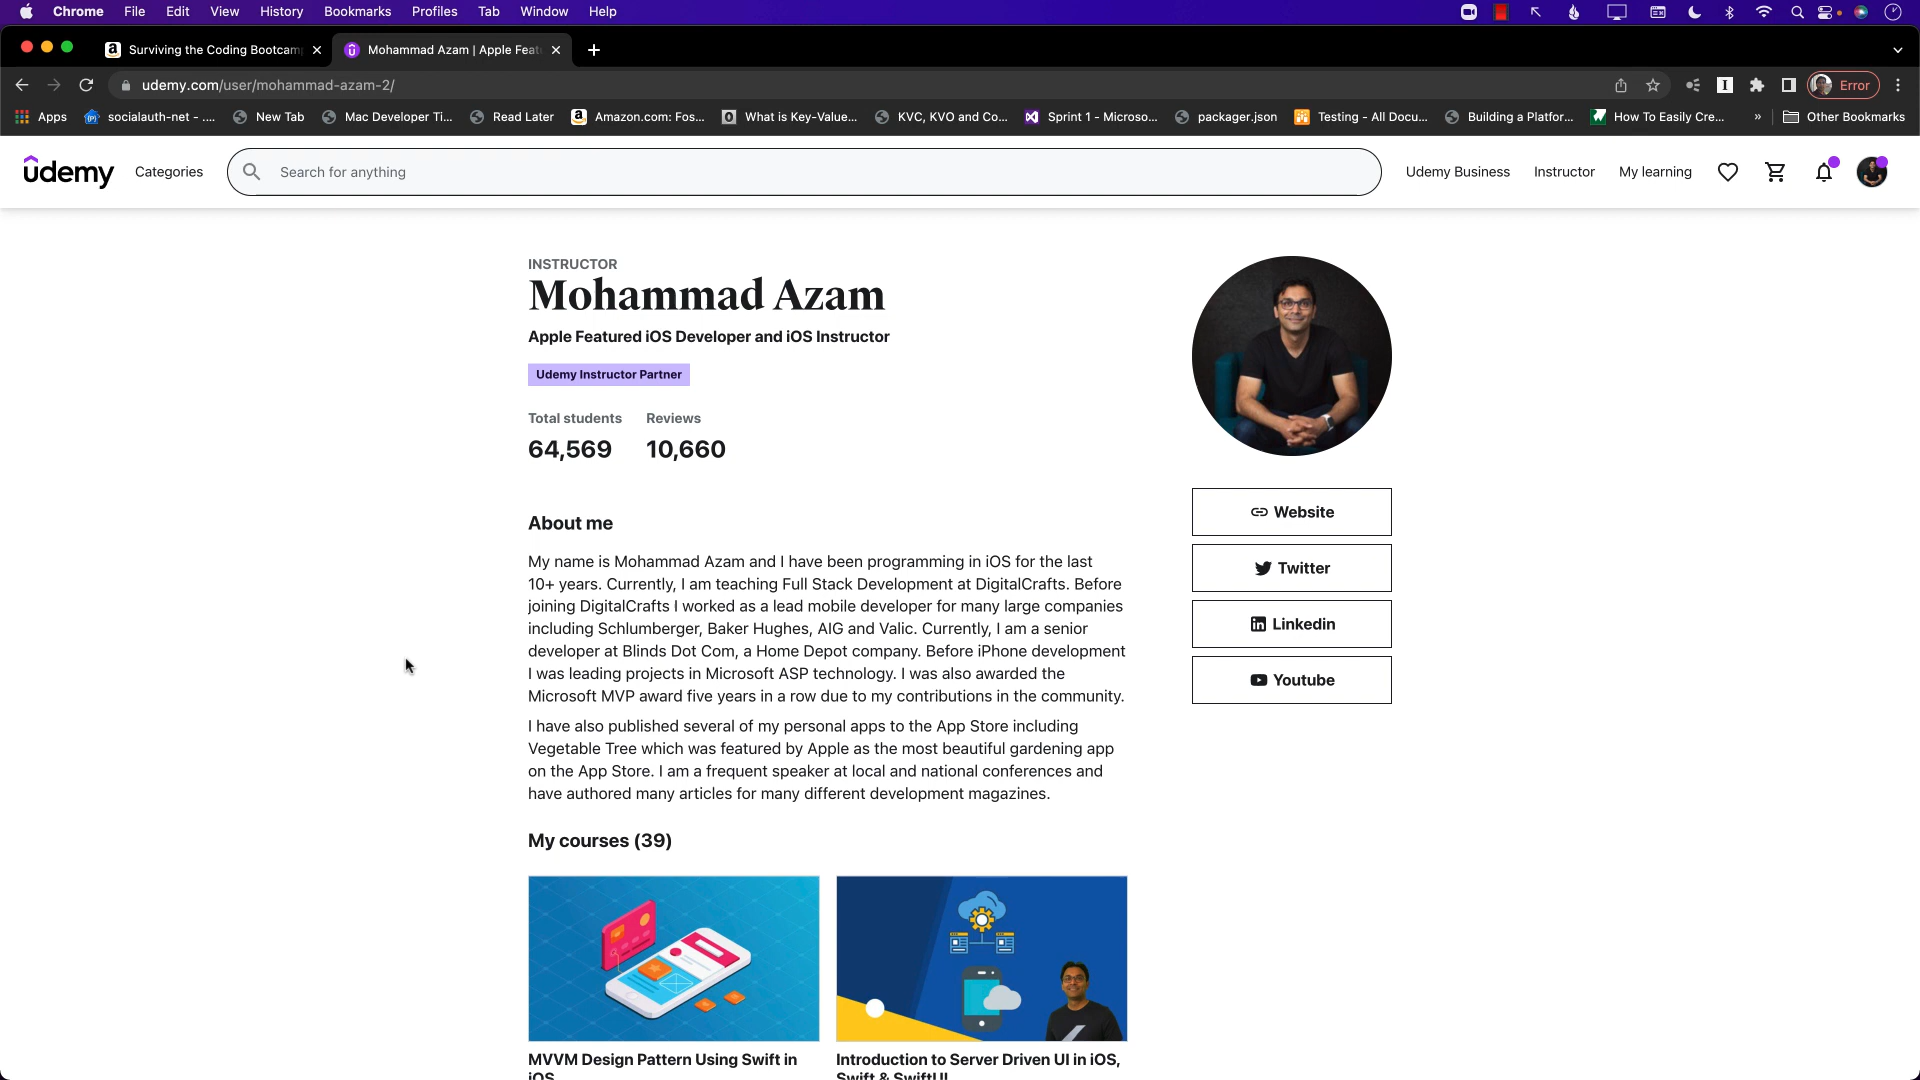 Chrome File Edit View History Bookmarks Profiles Tab Window Help
Surviving the Coding Bootcam
Mohammad Azam | Apple Feat
udemy.com/user/mohammad-azam-2/
Error
Apps
socialauth-net - ....
New Tab
Mac Developer Ti...
Read Later
Amazon.com: Fos...
What is Key-Value...
KVC, KVO and Co...
Sprint 1 - Microso...
packager.json
Testing - All Docu...
Building a Platfor...
How To Easily Cre...
»
Other Bookmarks
udemy
Categories
Search for anything
Udemy Business
Instructor
My learning
INSTRUCTOR
Mohammad Azam
Apple Featured iOS Developer and iOS Instructor
Udemy Instructor Partner
Total students Reviews
64,569 10,660
About me
My name is Mohammad Azam and I have been programming in iOS for the last
10+ years. Currently, I am teaching Full Stack Development at DigitalCrafts. Before
joining DigitalCrafts I worked as a lead mobile developer for many large companies
including Schlumberger, Baker Hughes, AIG and Valic. Currently, I am a senior
developer at Blinds Dot Com, a Home Depot company. Before iPhone development
I was leading projects in Microsoft ASP technology. I was also awarded the
Microsoft MVP award five years in a row due to my contributions in the community.
I have also published several of my personal apps to the App Store including
Vegetable Tree which was featured by Apple as the most beautiful gardening app
on the App Store. I am a frequent speaker at local and national conferences and
have authored many articles for many different development magazines.
Website
Twitter
Linkedin
Youtube
My courses (39)
MVVM Design Pattern Using Swift in
iOS
Introduction to Server Driven UI in iOS,
Swift & SwiftUI